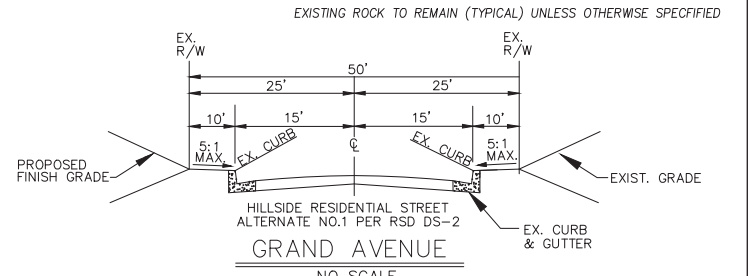 EXISTING ROCK TO REMAIN (TYPICAL) UNLESS OTHERWISE SPECFIFIED
EX.
R/W
EX.
R/W
50'
25'
25'
10'
15'
15'
10'
5:1
MAX.
EX. CURB
℄
EX. CURB
5:1
MAX.
PROPOSED
FINISH GRADE
EXIST. GRADE
HILLSIDE RESIDENTIAL STREET
ALTERNATE NO.1 PER RSD DS-2
EX. CURB
& GUTTER
GRAND AVENUE
NO SCALE